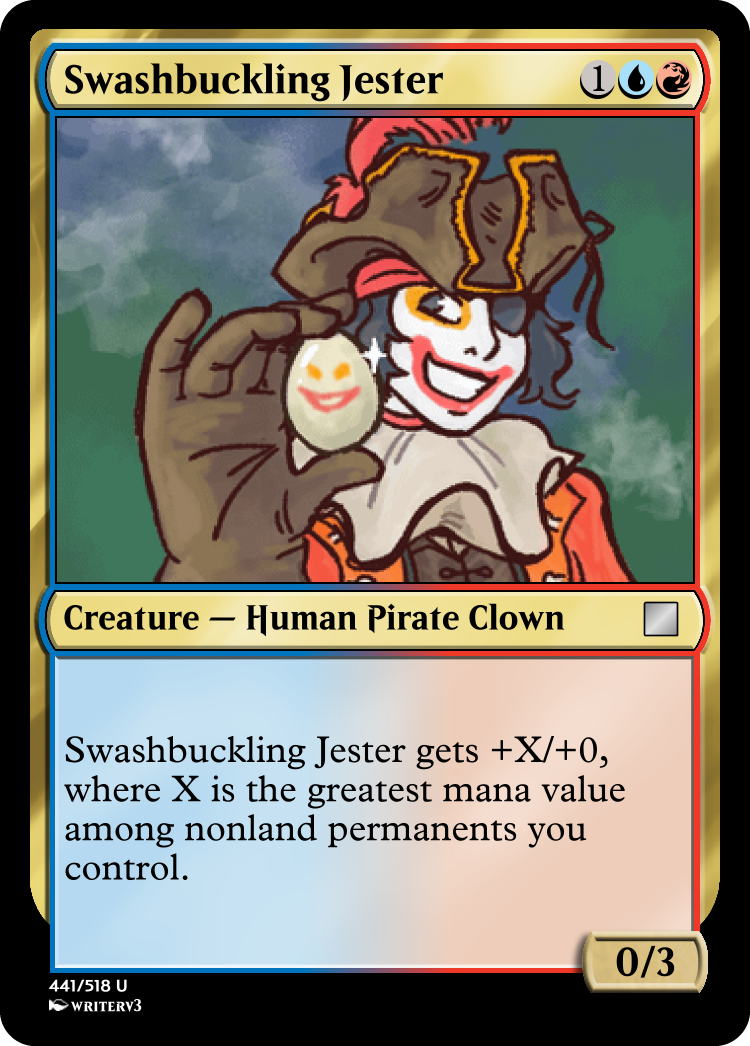 Swashbuckling Jester 1
Creature — Human Pirate Clown
Swashbuckling Jester gets +X/+0,
where X is the greatest mana value
among nonland permanents you
control.
0/3
441/518 U
WRITERV3